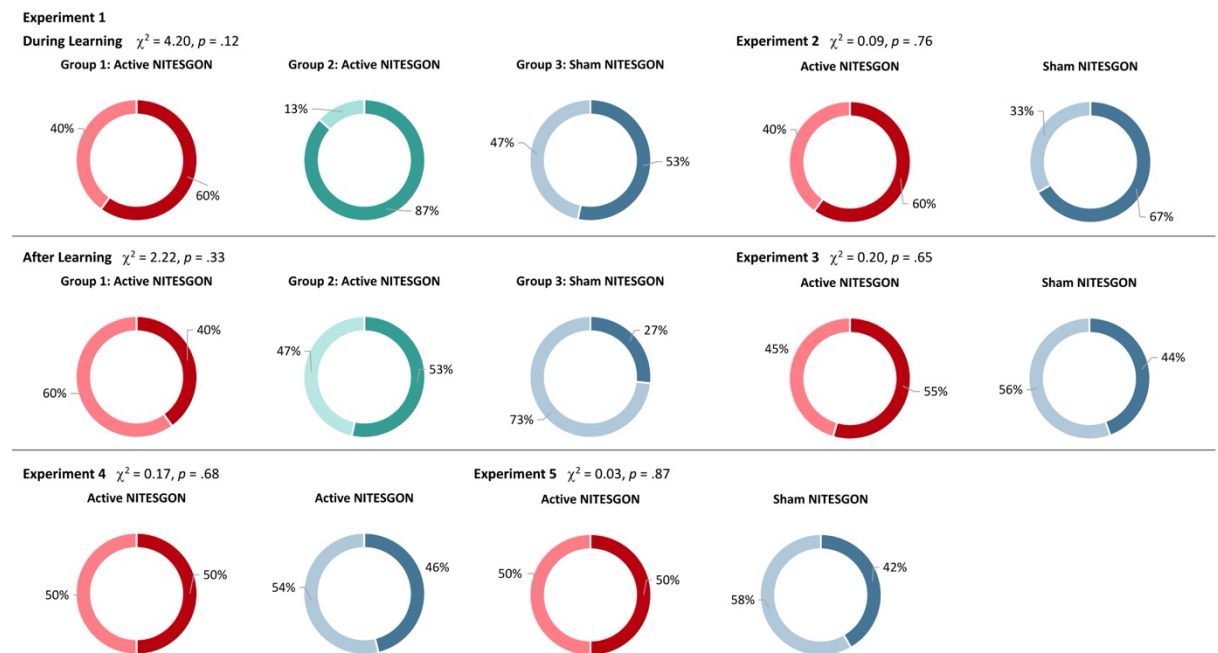 Experiment 1
During Learning χ² = 4.20, p = .12
Group 1: Active NITESGON
Group 2: Active NITESGON
Group 3: Sham NITESGON
40%
60%
13%
87%
47%
53%
Experiment 2 χ² = 0.09, p = .76
Active NITESGON
Sham NITESGON
40%
60%
33%
67%
After Learning χ² = 2.22, p = .33
Group 1: Active NITESGON
Group 2: Active NITESGON
Group 3: Sham NITESGON
40%
60%
47%
53%
27%
73%
Experiment 3 χ² = 0.20, p = .65
Active NITESGON
Sham NITESGON
45%
55%
44%
56%
Experiment 4 χ² = 0.17, p = .68
Active NITESGON
Active NITESGON
50%
50%
46%
54%
Experiment 5 χ² = 0.03, p = .87
Active NITESGON
Sham NITESGON
50%
50%
42%
58%